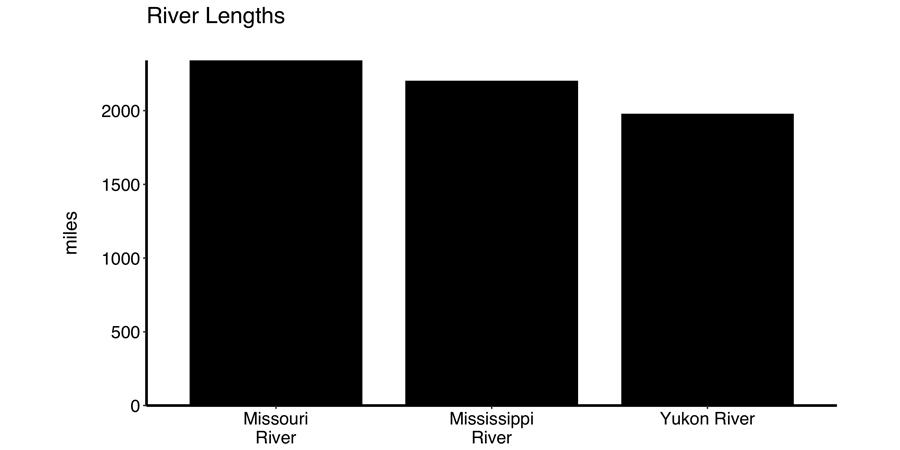 River Lengths
2000
1500
1000
500
0
miles
Missouri
River
Mississippi
River
Yukon River